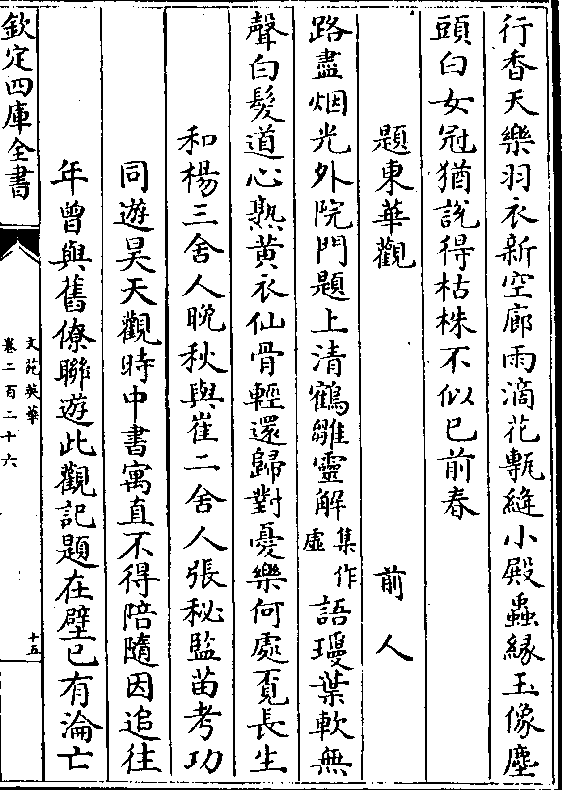 行香天樂羽衣新空廊雨滴花甎縫小殿蟲緣玉像塵
頭白女冠猶說得枯株不似已前春
題東華觀 前人
路盡烟光外院門題上清鶴雛靈解集作虛語瓊葉軟無
聲白髮道心熟黃衣仙骨輕還歸對憂樂何處覓長生
和楊三舍人晚秋與崔二舍人張秘監苗考功
同遊昊天觀時中書寓直不得陪隨因追往
年曾與舊僚聯遊此觀記題在壁已有淪亡
欽定四庫全書
文苑英華
卷二百二十六
十五